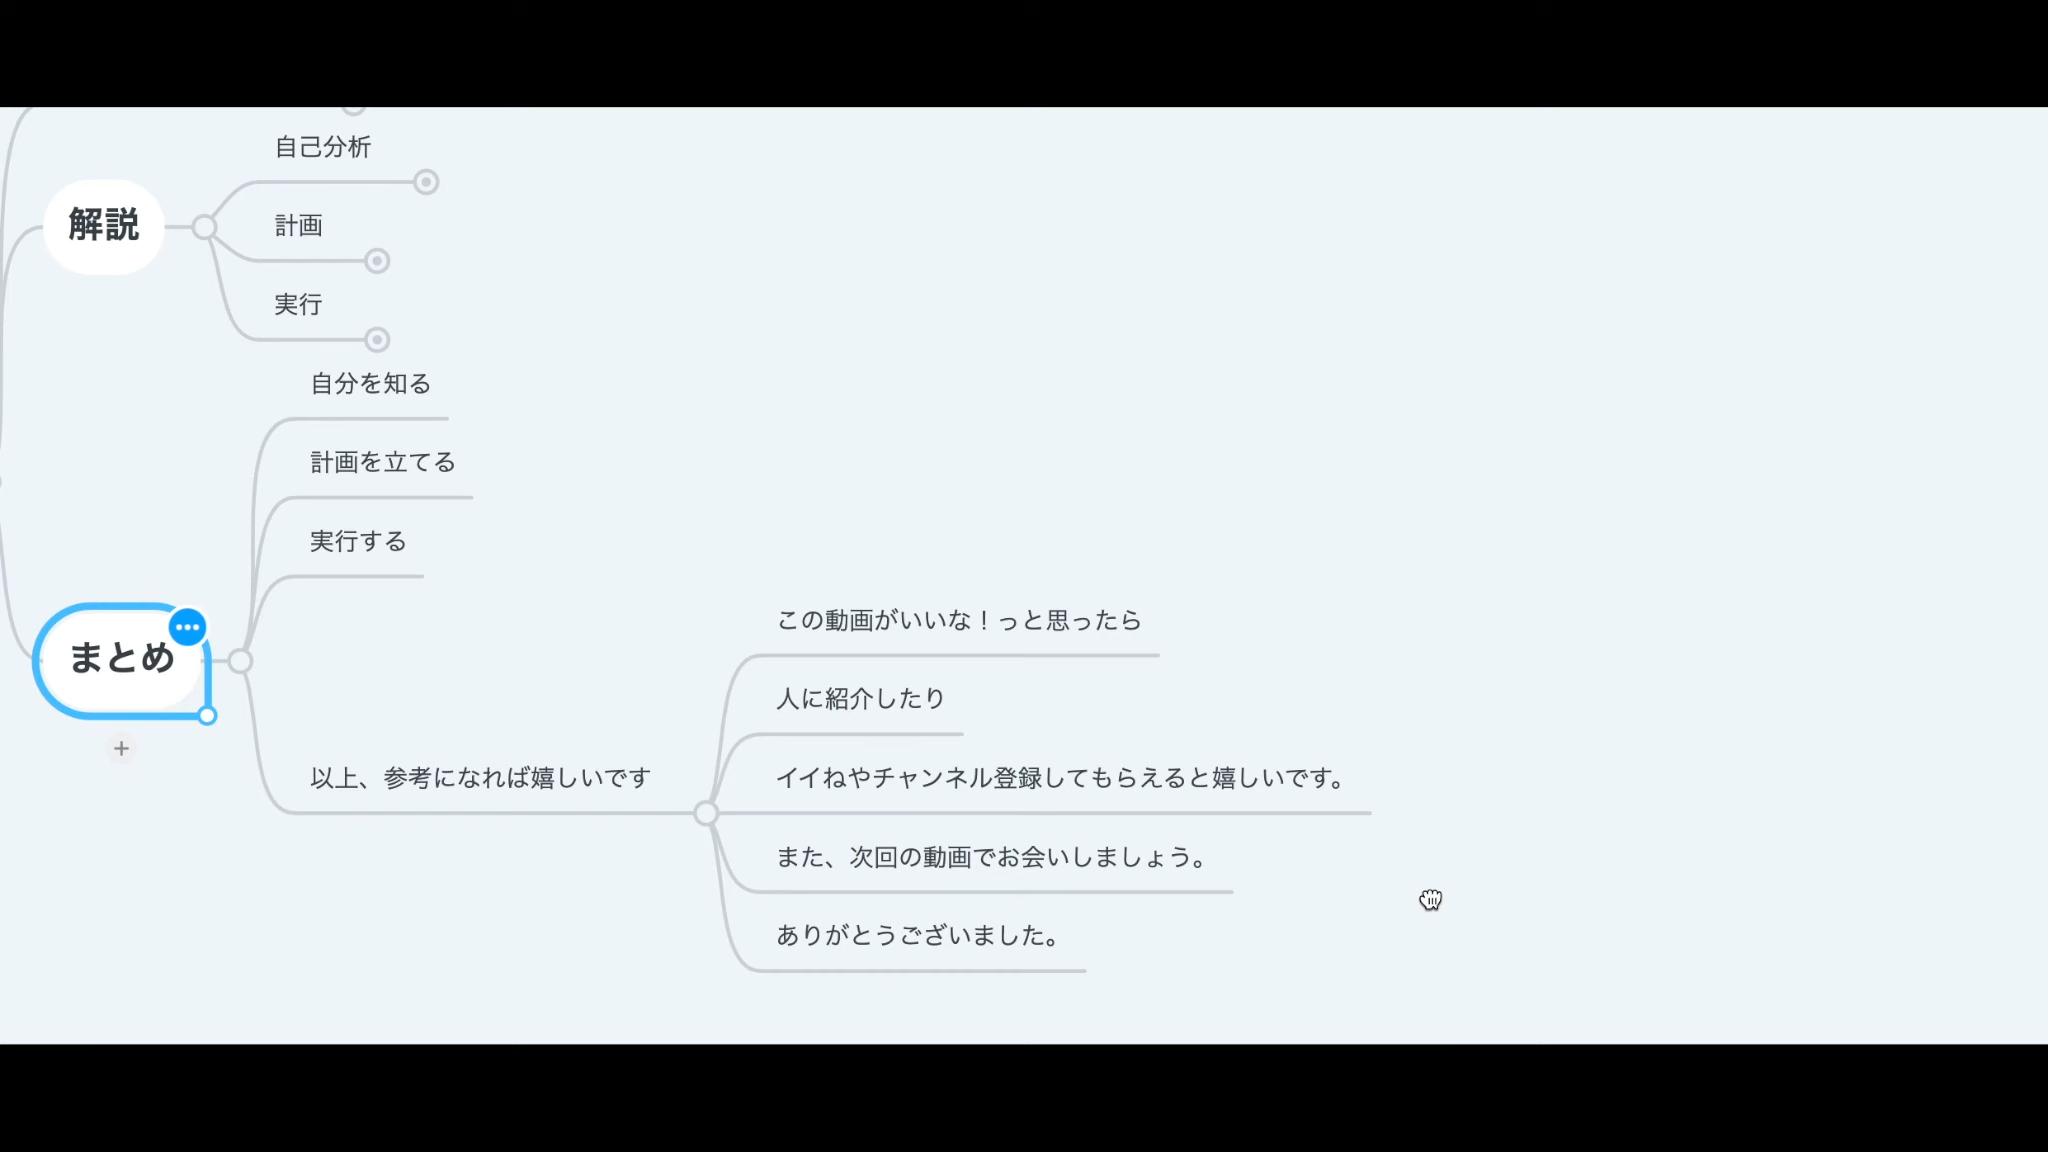 解説
自己分析
計画
実行
まとめ
自分を知る
計画を立てる
実行する
以上、参考になれば嬉しいです
この動画がいいな！っと思ったら
人に紹介したり
イイねやチャンネル登録してもらえると嬉しいです。
また、次回の動画でお会いしましょう。
ありがとうございました。